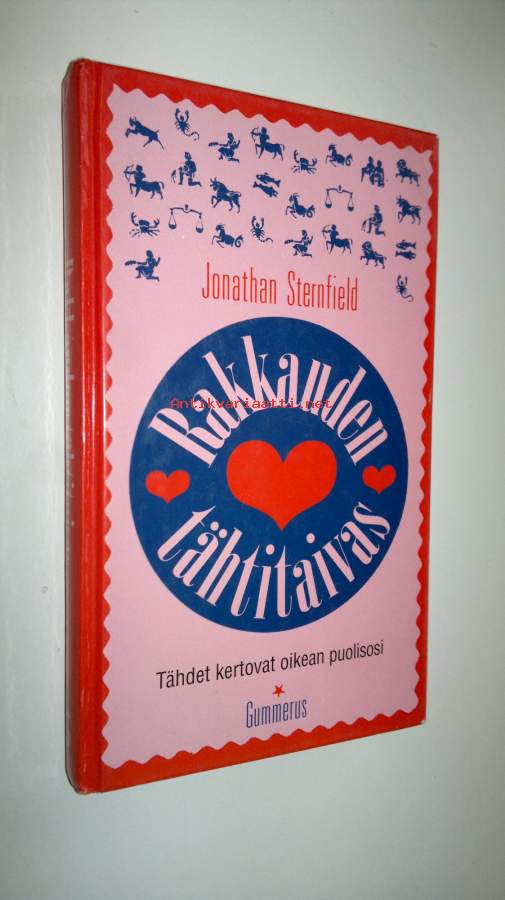 Jonathan Sternfield
Rakkauden
Antikvariaatti.net
tähtitaivas
Tähdet kertovat oikean puolisosi
Gummerus